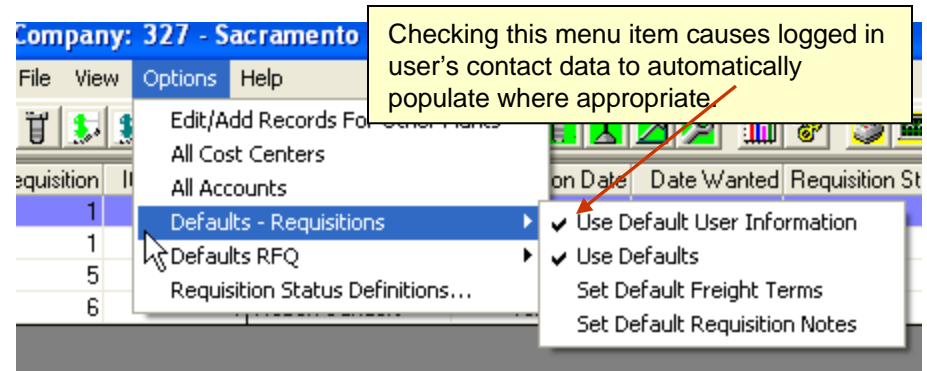 Company: 327 - Sacramento
Checking this menu item causes logged in
user's contact data to automatically
populate where appropriate.
File View Options Help
Edit/Add Records For Other Plants
All Cost Centers
All Accounts
Defaults - Requisitions
Defaults RFQ
Requisition Status Definitions...
equisition on Date Date Wanted Requisition St
1
1
5
6
Use Default User Information
Use Defaults
Set Default Freight Terms
Set Default Requisition Notes